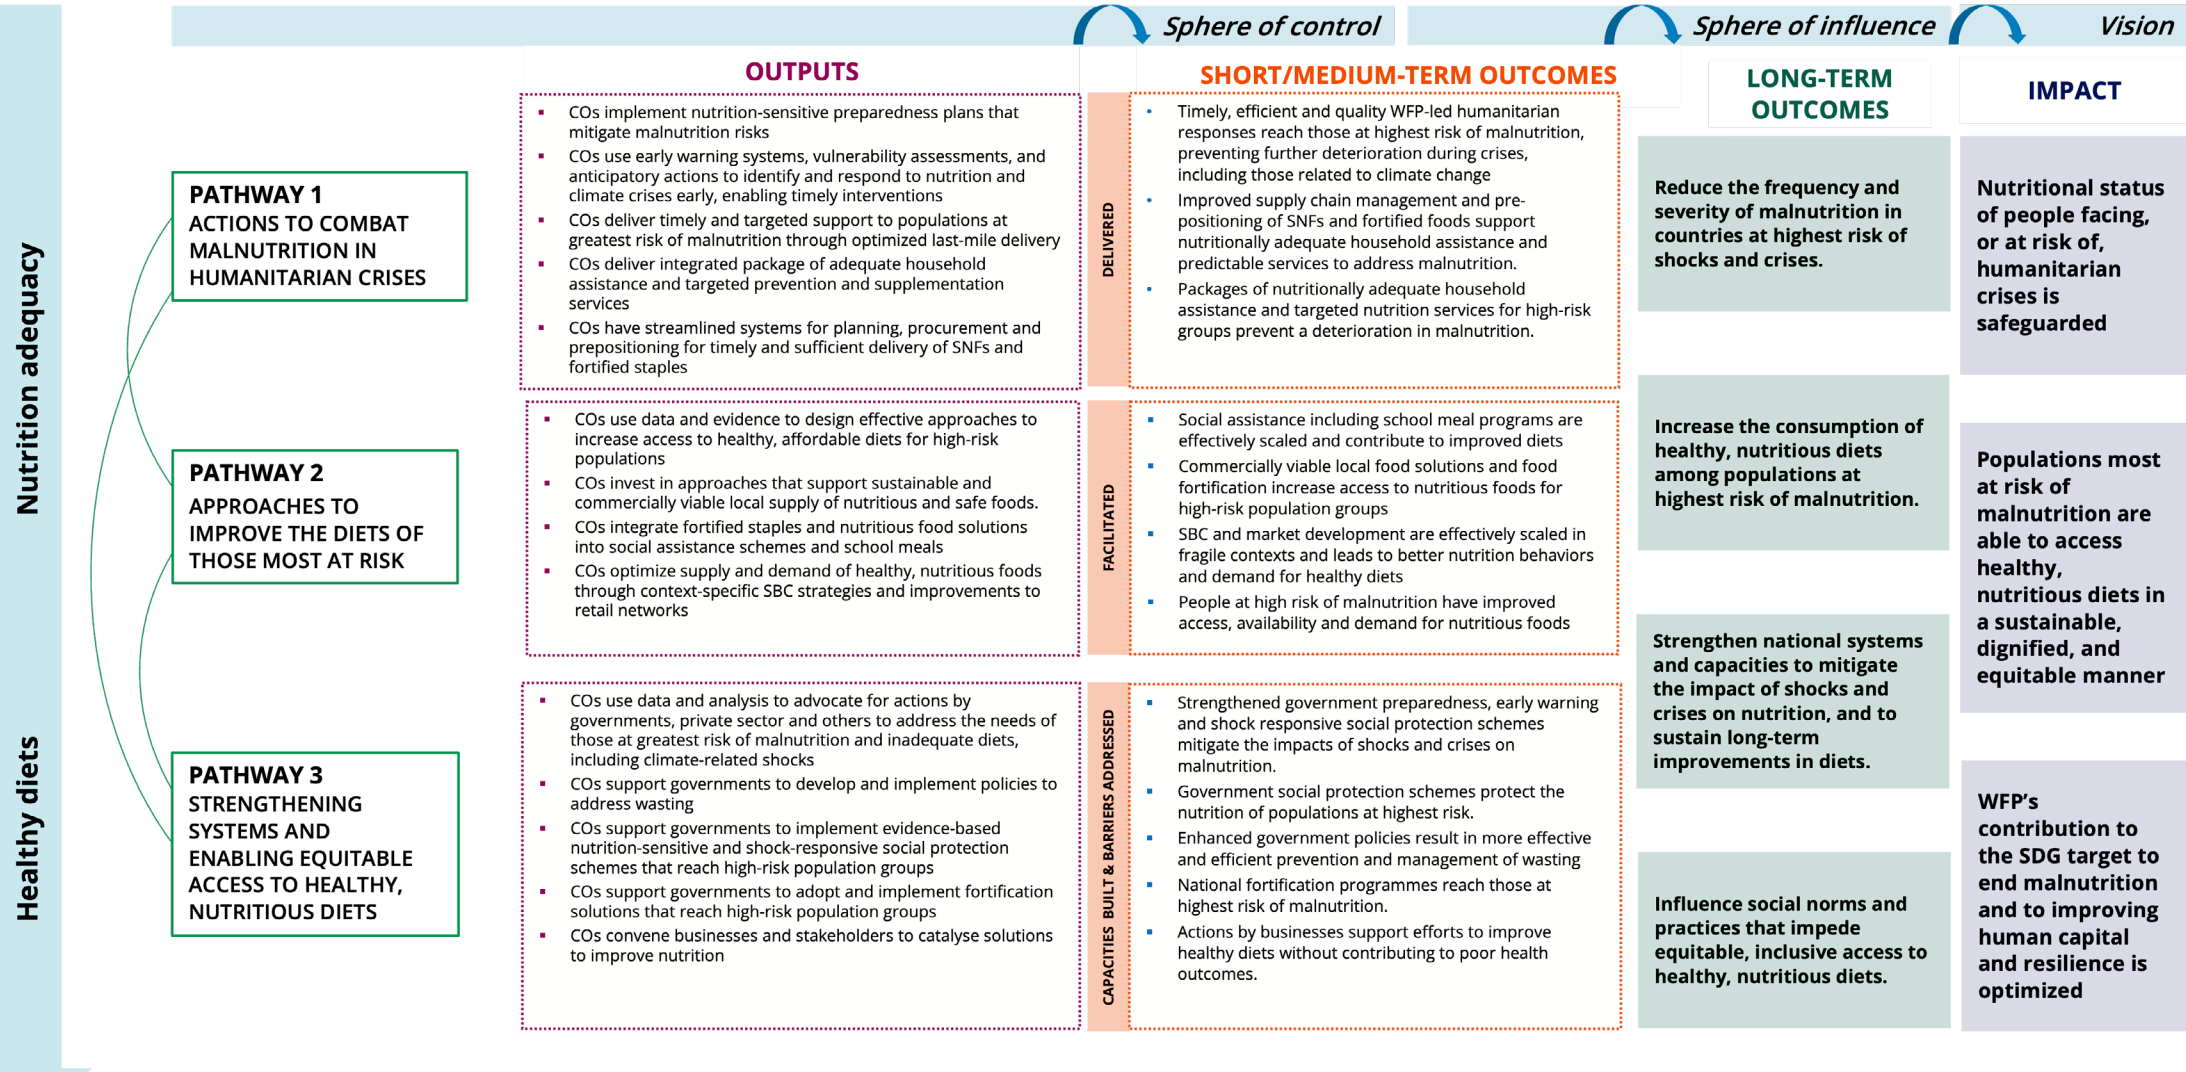 Sphere of control
Sphere of influence
Vision
OUTPUTS
SHORT/MEDIUM-TERM OUTCOMES
LONG-TERM
OUTCOMES
IMPACT
Nutrition adequacy
Healthy diets
PATHWAY 1
ACTIONS TO COMBAT
MALNUTRITION IN
HUMANITARIAN CRISES
▪ COs implement nutrition-sensitive preparedness plans that
mitigate malnutrition risks
▪ COs use early warning systems, vulnerability assessments, and
anticipatory actions to identify and respond to nutrition and
climate crises early, enabling timely interventions
▪ COs deliver timely and targeted support to populations at
greatest risk of malnutrition through optimized last-mile delivery
▪ COs deliver integrated package of adequate household
assistance and targeted prevention and supplementation
services
▪ COs have streamlined systems for planning, procurement and
prepositioning for timely and sufficient delivery of SNFs and
fortified staples
DELIVERED
• Timely, efficient and quality WFP-led humanitarian
responses reach those at highest risk of malnutrition,
preventing further deterioration during crises,
including those related to climate change
• Improved supply chain management and pre-
positioning of SNFs and fortified foods support
nutritionally adequate household assistance and
predictable services to address malnutrition.
• Packages of nutritionally adequate household
assistance and targeted nutrition services for high-risk
groups prevent a deterioration in malnutrition.
PATHWAY 2
APPROACHES TO
IMPROVE THE DIETS OF
THOSE MOST AT RISK
▪ COs use data and evidence to design effective approaches to
increase access to healthy, affordable diets for high-risk
populations
▪ COs invest in approaches that support sustainable and
commercially viable local supply of nutritious and safe foods.
▪ COs integrate fortified staples and nutritious food solutions
into social assistance schemes and school meals
▪ COs optimize supply and demand of healthy, nutritious foods
through context-specific SBC strategies and improvements to
retail networks
FACILITATED
▪ Social assistance including school meal programs are
effectively scaled and contribute to improved diets
▪ Commercially viable local food solutions and food
fortification increase access to nutritious foods for
high-risk population groups
▪ SBC and market development are effectively scaled in
fragile contexts and leads to better nutrition behaviors
and demand for healthy diets
▪ People at high risk of malnutrition have improved
access, availability and demand for nutritious foods
PATHWAY 3
STRENGTHENING
SYSTEMS AND
ENABLING EQUITABLE
ACCESS TO HEALTHY,
NUTRITIOUS DIETS
▪ COs use data and analysis to advocate for actions by
governments, private sector and others to address the needs of
those at greatest risk of malnutrition and inadequate diets,
including climate-related shocks
▪ COs support governments to develop and implement policies to
address wasting
▪ COs support governments to implement evidence-based
nutrition-sensitive and shock-responsive social protection
schemes that reach high-risk population groups
▪ COs support governments to adopt and implement fortification
solutions that reach high-risk population groups
▪ COs convene businesses and stakeholders to catalyse solutions
to improve nutrition
CAPACITIES BUILT & BARRIERS ADDRESSED
▪ Strengthened government preparedness, early warning
and shock responsive social protection schemes
mitigate the impacts of shocks and crises on
malnutrition.
▪ Government social protection schemes protect the
nutrition of populations at highest risk.
▪ Enhanced government policies result in more effective
and efficient prevention and management of wasting
▪ National fortification programmes reach those at
highest risk of malnutrition.
▪ Actions by businesses support efforts to improve
healthy diets without contributing to poor health
outcomes.
Reduce the frequency and
severity of malnutrition in
countries at highest risk of
shocks and crises.
Increase the consumption of
healthy, nutritious diets
among populations at
highest risk of malnutrition.
Strengthen national systems
and capacities to mitigate
the impact of shocks and
crises on nutrition, and to
sustain long-term
improvements in diets.
Influence social norms and
practices that impede
equitable, inclusive access to
healthy, nutritious diets.
Nutritional status
of people facing,
or at risk of,
humanitarian
crises is
safeguarded
Populations most
at risk of
malnutrition are
able to access
healthy,
nutritious diets in
a sustainable,
dignified, and
equitable manner
WFP's
contribution to
the SDG target to
end malnutrition
and to improving
human capital
and resilience is
optimized